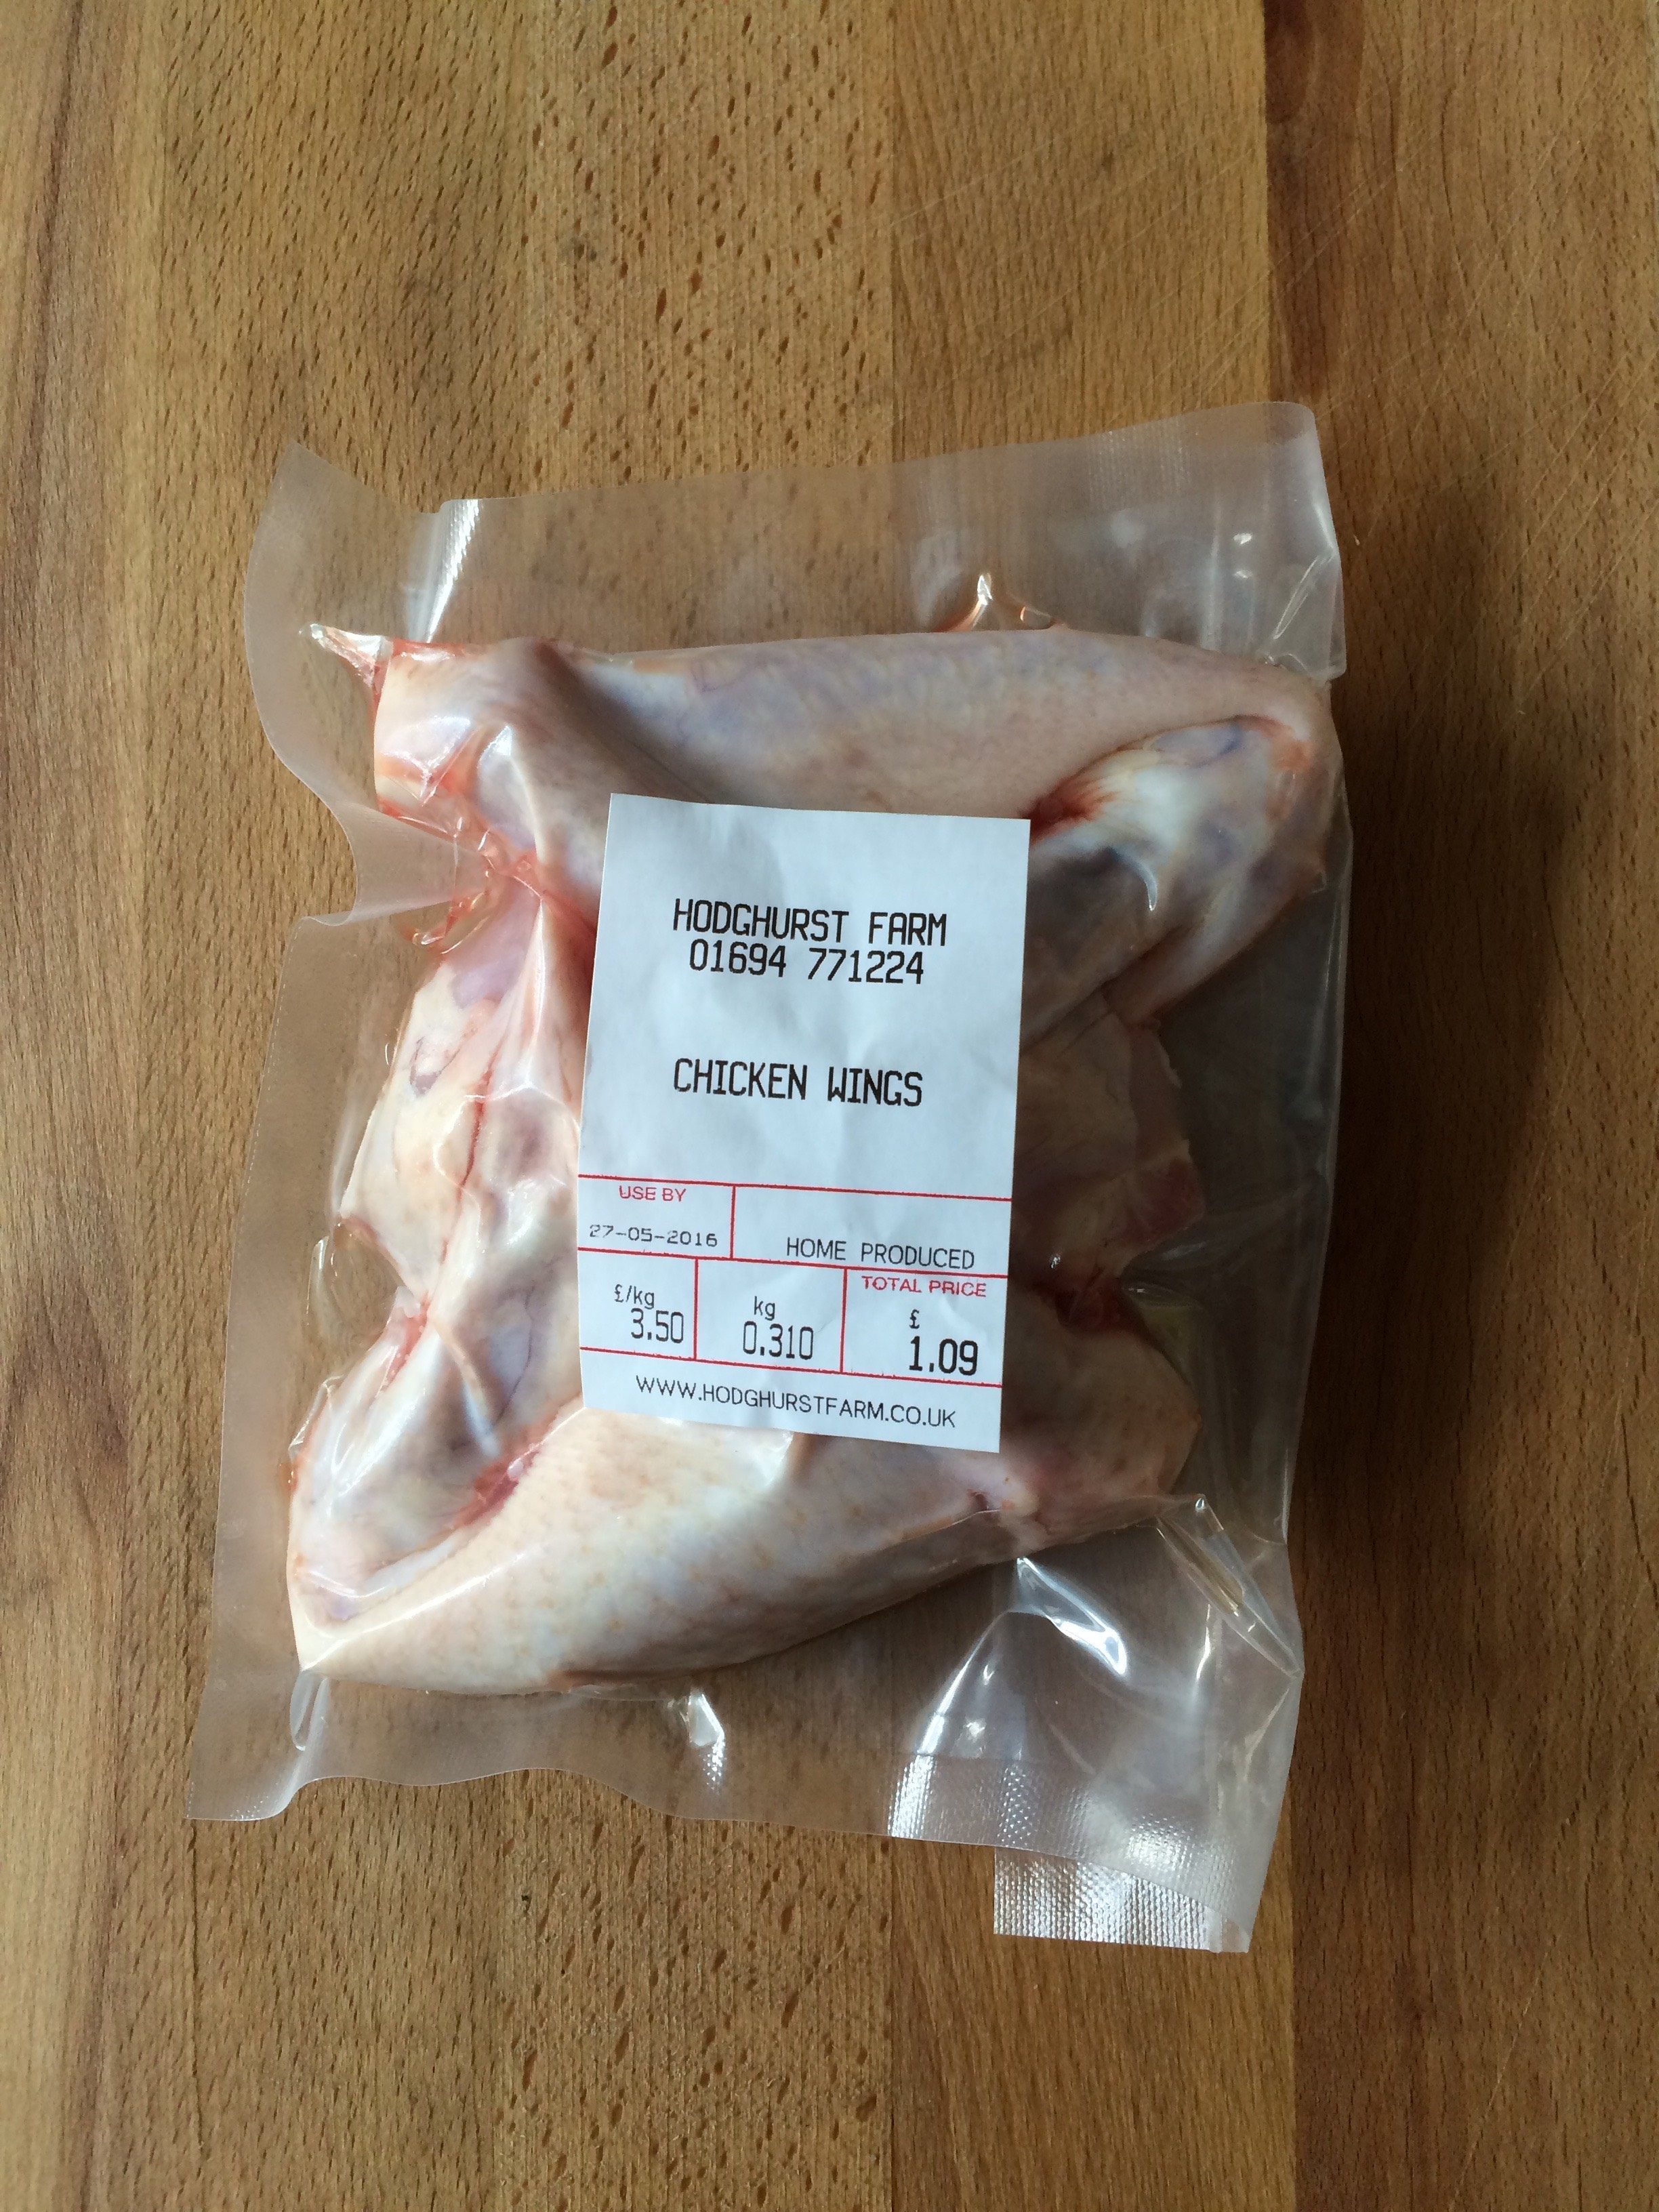 HODGHURST FARM
01694 771224
CHICKEN WINGS
USE BY
27-05-2016
HOME PRODUCED
£/kg
3.50
kg
0.310
TOTAL PRICE
£
1.09
WWW.HODGHURSTFARM.CO.UK